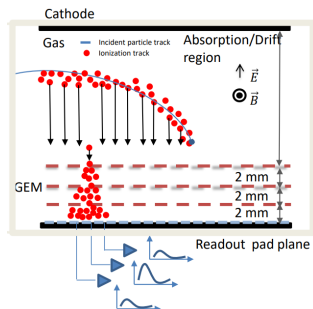 Cathode
Gas
Incident particle track
Ionization track
Absorption/Drift
region
E
B
GEM
2 mm
2 mm
2 mm
Readout pad plane